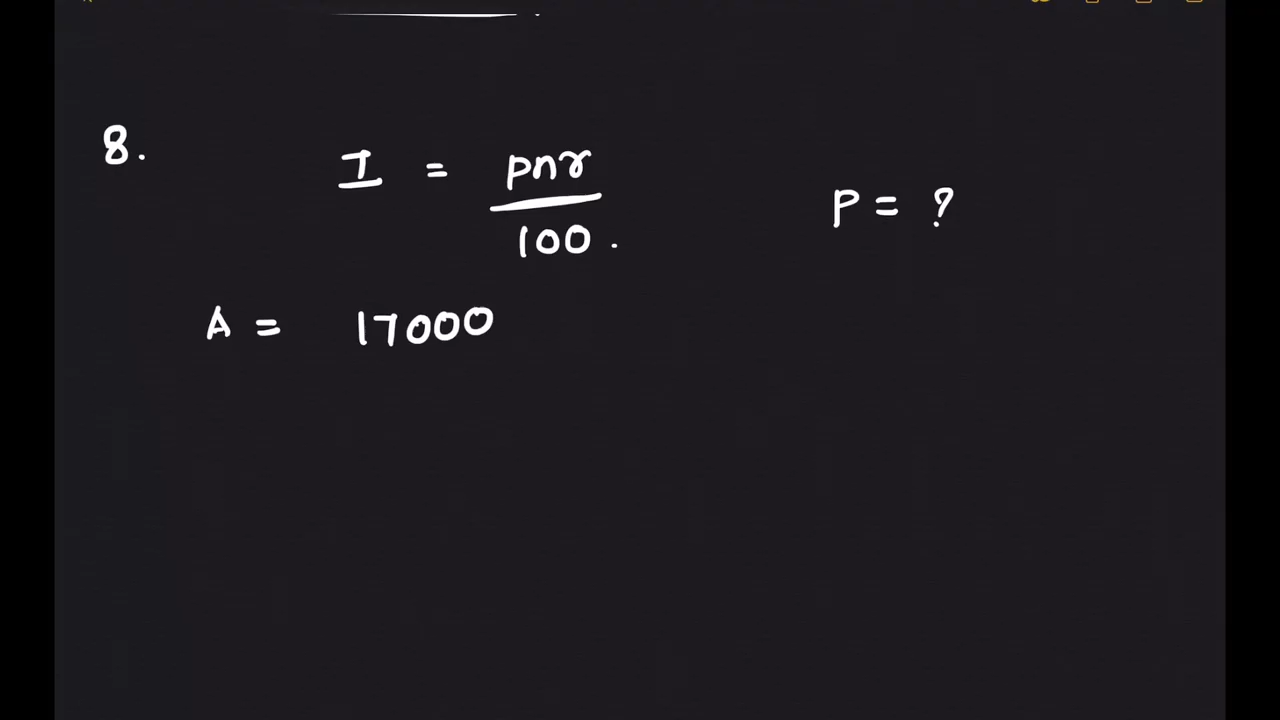 8.
I = pnr / 100 .
P = ?
A = 17000